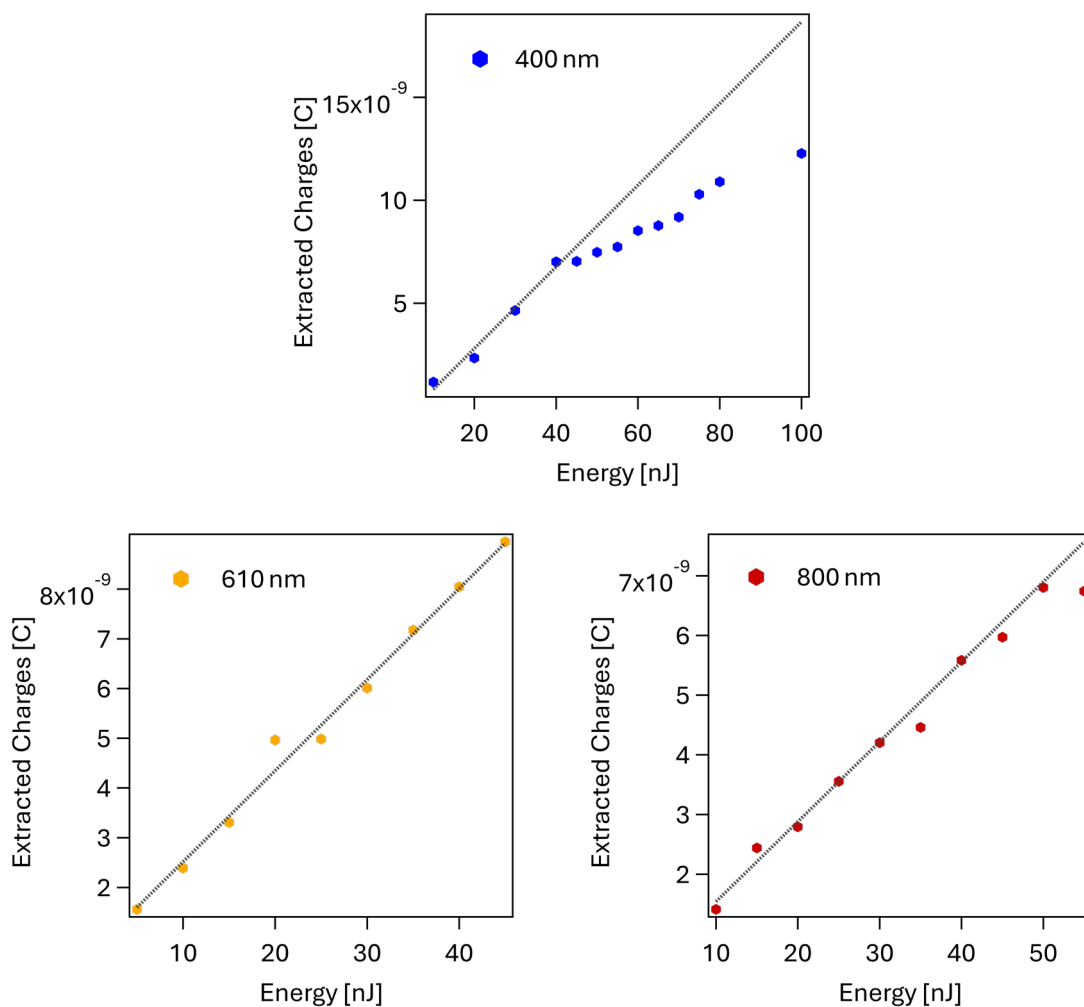 400 nm
15x10-9
10
5
Extracted Charges [C]
20 40 60 80 100
Energy [nJ]
610 nm
8x10-9
7
6
5
4
3
2
Extracted Charges [C]
10 20 30 40
Energy [nJ]
800 nm
7x10-9
6
5
4
3
2
Extracted Charges [C]
10 20 30 40 50
Energy [nJ]